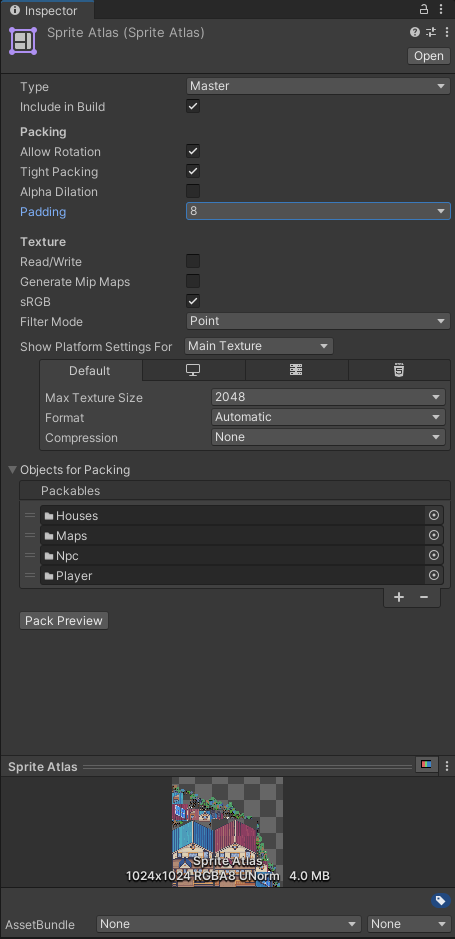 Inspector
Sprite Atlas (Sprite Atlas)
Open
Type Master
Include in Build
Packing
Allow Rotation
Tight Packing
Alpha Dilation
Padding 8
Texture
Read/Write
Generate Mip Maps
sRGB
Filter Mode Point
Show Platform Settings For Main Texture
Default
Max Texture Size 2048
Format Automatic
Compression None
Objects for Packing
Packables
Houses
Maps
Npc
Player
Pack Preview
Sprite Atlas
Sprite Atlas
1024x1024 RGBA8 UNorm 4.0 MB
AssetBundle None None